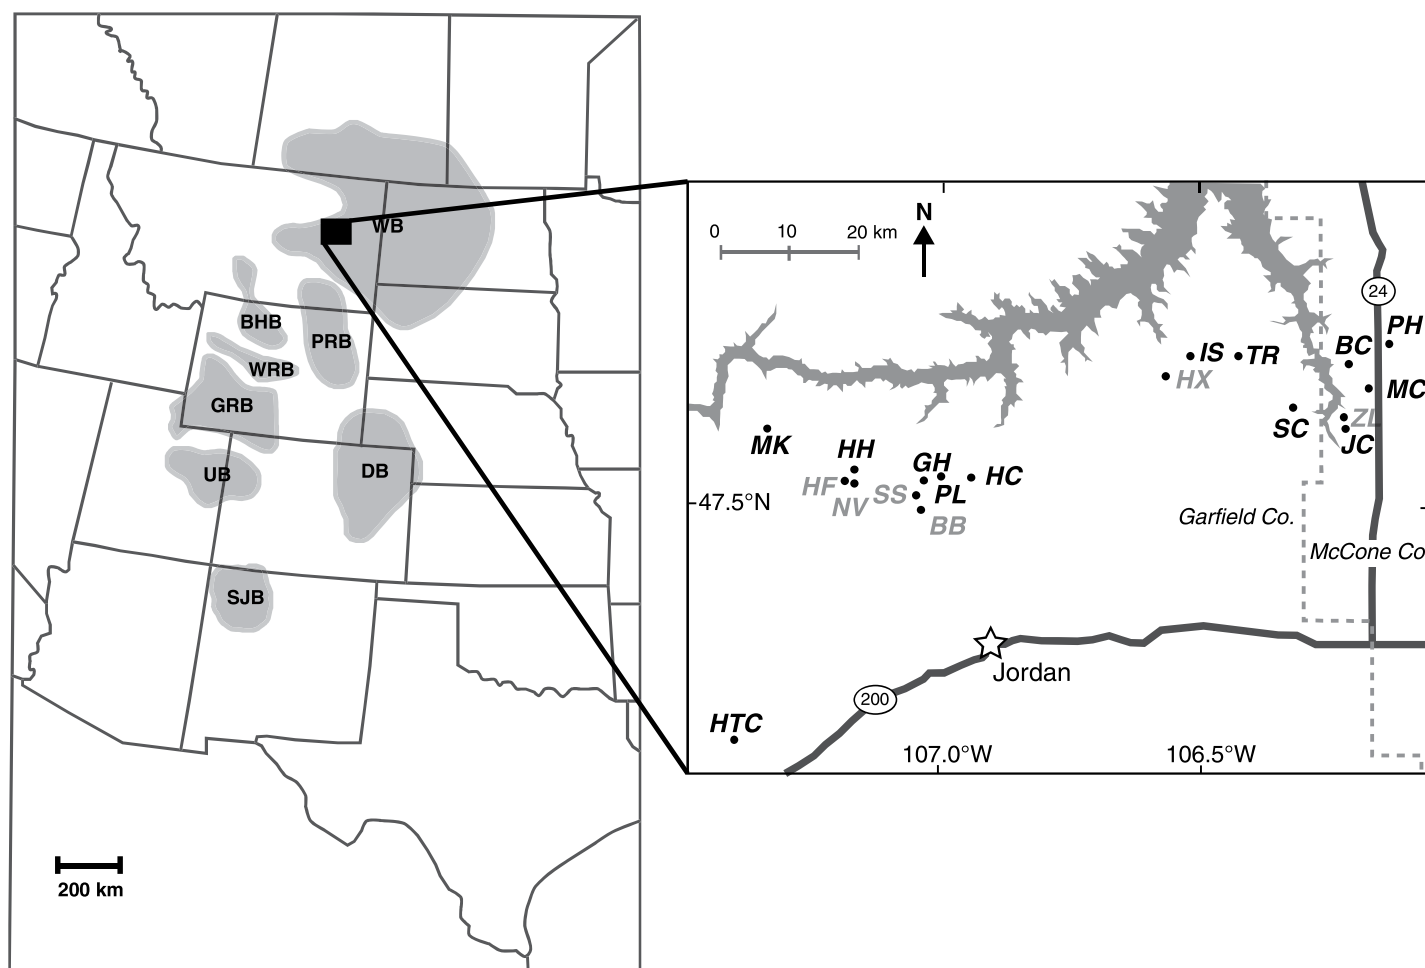 WB
BHB
PRB
WRB
GRB
UB
DB
SJB
200 km
N
0 10 20 km
24
PH
BC
IS TR
HX
MC
ZL
SC
JC
MK
HH
GH
HC
HF
NV
SS
PL
BB
47.5°N
Garfield Co.
McCone Co
Jordan
200
HTC
107.0°W 106.5°W